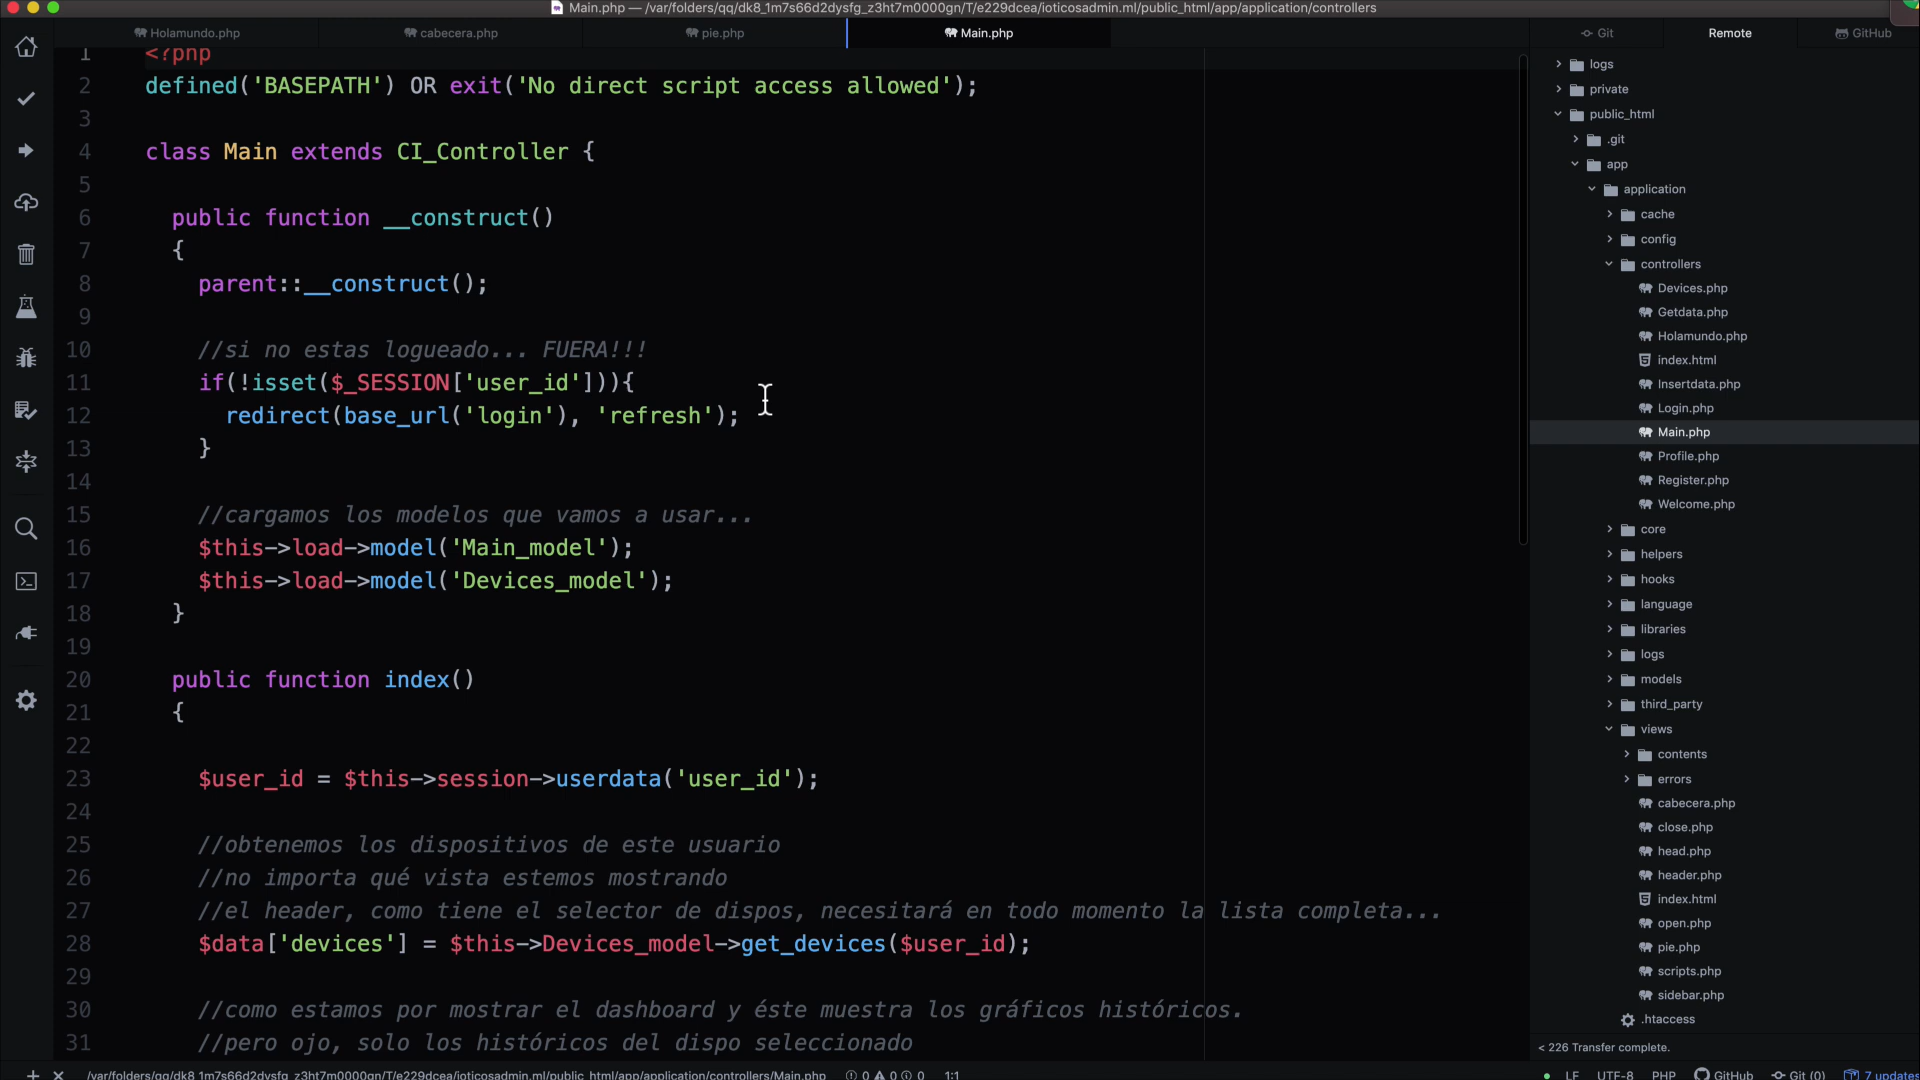 Main.php — /var/folders/qq/dk8_1m7s66d2dysfg_z3ht7m0000gn/T/e229dcea/ioticosadmin.ml/public_html/app/application/controllers
Holamundo.php
cabecera.php
pie.php
Main.php
Git
Remote
GitHub
1 <?php
2 defined('BASEPATH') OR exit('No direct script access allowed');
3
4 class Main extends CI_Controller {
5
6 public function __construct()
7 {
8 parent::__construct();
9
10 //si no estas logueado... FUERA!!!
11 if(!isset($_SESSION['user_id'])){
12 redirect(base_url('login'), 'refresh');
13 }
14
15 //cargamos los modelos que vamos a usar...
16 $this->load->model('Main_model');
17 $this->load->model('Devices_model');
18 }
19
20 public function index()
21 {
22
23 $user_id = $this->session->userdata('user_id');
24
25 //obtenemos los dispositivos de este usuario
26 //no importa qué vista estemos mostrando
27 //el header, como tiene el selector de dispos, necesitará en todo momento la lista completa...
28 $data['devices'] = $this->Devices_model->get_devices($user_id);
29
30 //como estamos por mostrar el dashboard y éste muestra los gráficos históricos.
31 //pero ojo, solo los históricos del dispo seleccionado
logs
private
public_html
.git
app
application
cache
config
controllers
Devices.php
Getdata.php
Holamundo.php
index.html
Insertdata.php
Login.php
Main.php
Profile.php
Register.php
Welcome.php
core
helpers
hooks
language
libraries
logs
models
third_party
views
contents
errors
cabecera.php
close.php
head.php
header.php
index.html
open.php
pie.php
scripts.php
sidebar.php
.htaccess
< 226 Transfer complete.
/var/folders/qq/dk8_1m7s66d2dysfg_z3ht7m0000gn/T/e229dcea/ioticosadmin.ml/public_html/app/application/controllers/Main.php 0 0 0 1:1
LF UTF-8 PHP GitHub Git (0) 7 updates